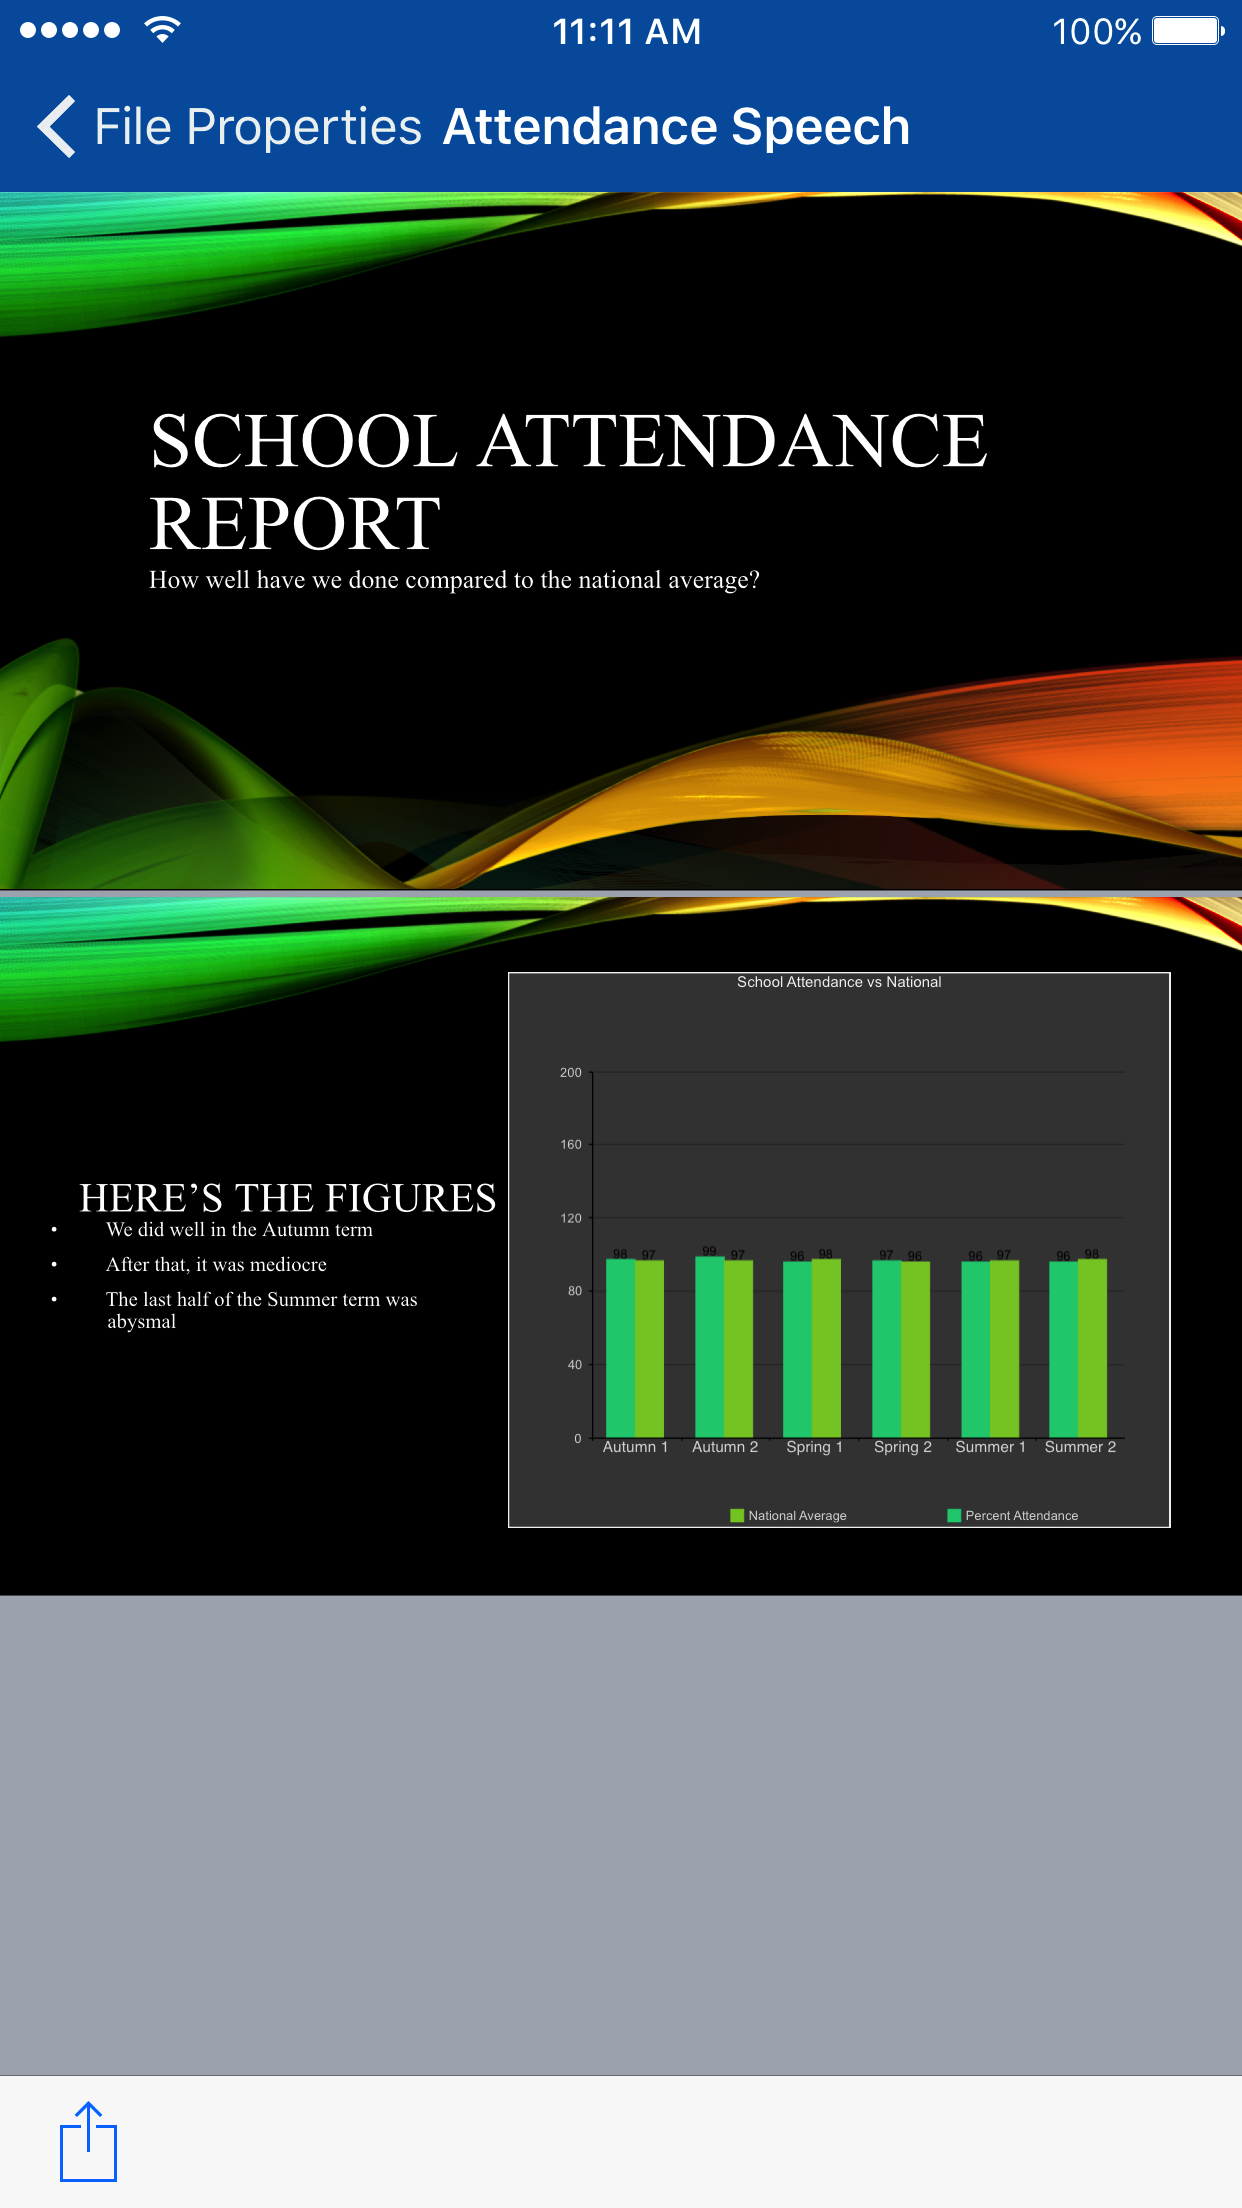 11:11 AM
100%
File Properties Attendance Speech
SCHOOL ATTENDANCE
REPORT
How well have we done compared to the national average?
HERE’S THE FIGURES
• We did well in the Autumn term
• After that, it was mediocre
• The last half of the Summer term was
abysmal
School Attendance vs National
200
160
120
80
40
0
98 97 99 97 96 98 97 96 96 97 96 98
Autumn 1 Autumn 2 Spring 1 Spring 2 Summer 1 Summer 2
National Average Percent Attendance